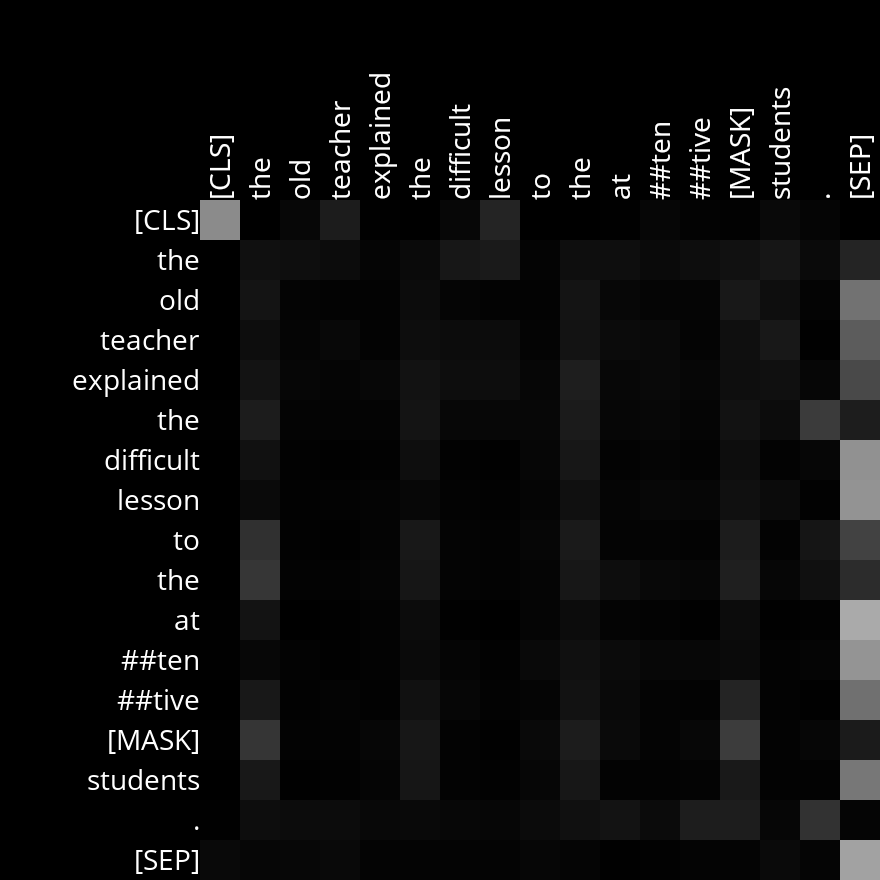 [CLS] the old teacher explained the difficult lesson to the at ##ten ##tive [MASK] students . [SEP]
[CLS]
the
old
teacher
explained
the
difficult
lesson
to
the
at
##ten
##tive
[MASK]
students
.
[SEP]